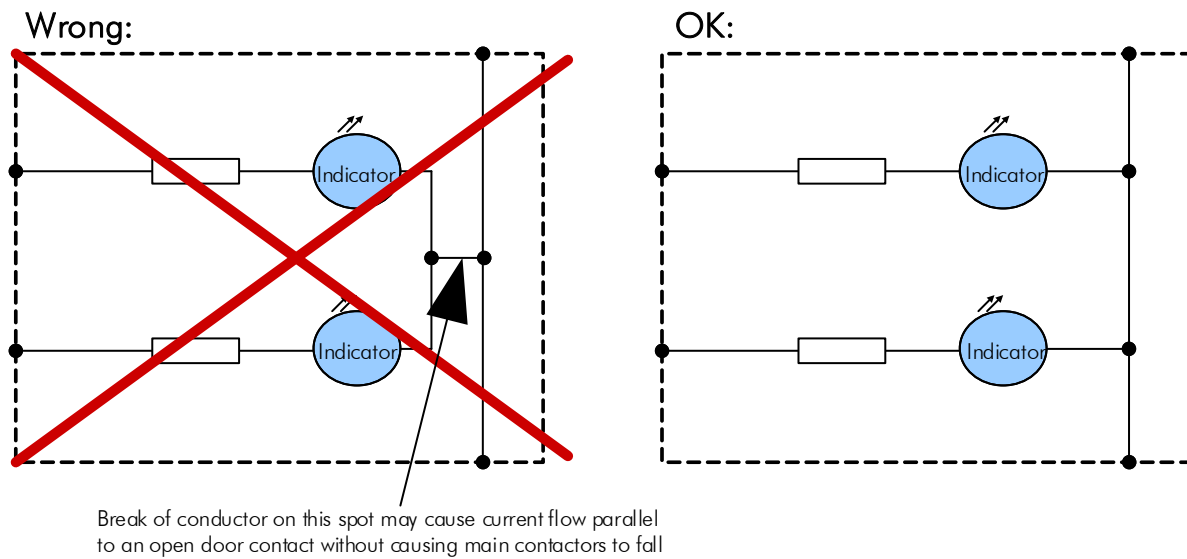 Wrong:
OK:
Indicator
Indicator
Indicator
Indicator
Break of conductor on this spot may cause current flow parallel
to an open door contact without causing main contactors to fall